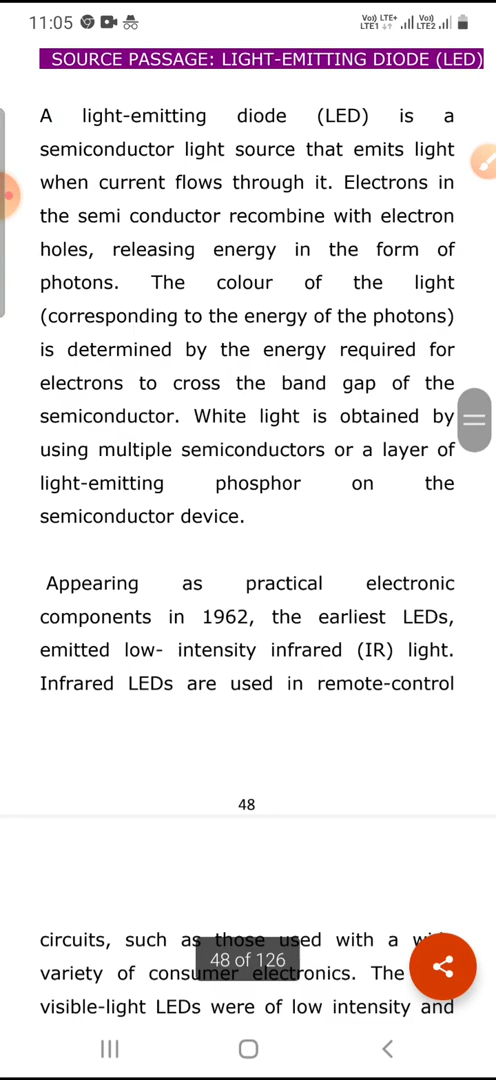 11:05
Vo) LTE+ Vo)
LTE1 LTE2
SOURCE PASSAGE: LIGHT-EMITTING DIODE (LED)
A light-emitting diode (LED) is a
semiconductor light source that emits light
when current flows through it. Electrons in
the semi conductor recombine with electron
holes, releasing energy in the form of
photons. The colour of the light
(corresponding to the energy of the photons)
is determined by the energy required for
electrons to cross the band gap of the
semiconductor. White light is obtained by
using multiple semiconductors or a layer of
light-emitting phosphor on the
semiconductor device.
Appearing as practical electronic
components in 1962, the earliest LEDs,
emitted low- intensity infrared (IR) light.
Infrared LEDs are used in remote-control
48
circuits, such as those used with a
48 of 126
variety of consumer electronics. The
visible-light LEDs were of low intensity and